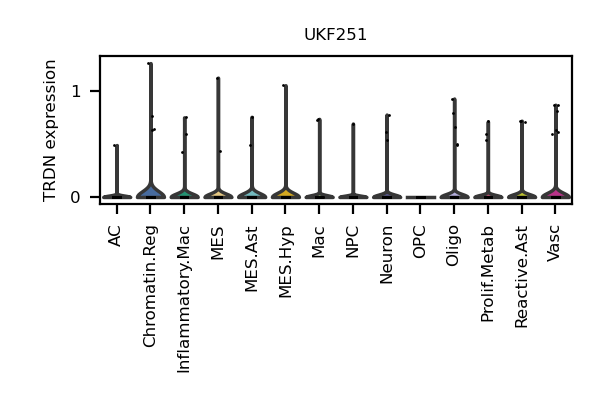 UKF251
TRDN expression
1
0
AC
Chromatin.Reg
Inflammatory.Mac
MES
MES.Ast
MES.Hyp
Mac
NPC
Neuron
OPC
Oligo
Prolif.Metab
Reactive.Ast
Vasc